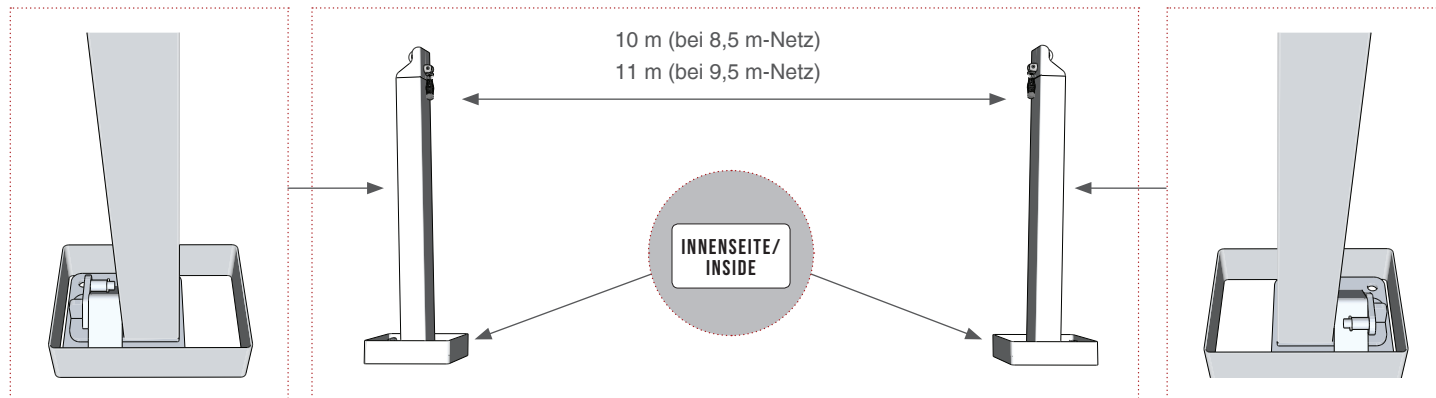 10 m (bei 8,5 m-Netz)
11 m (bei 9,5 m-Netz)
INNENSEITE/
INSIDE